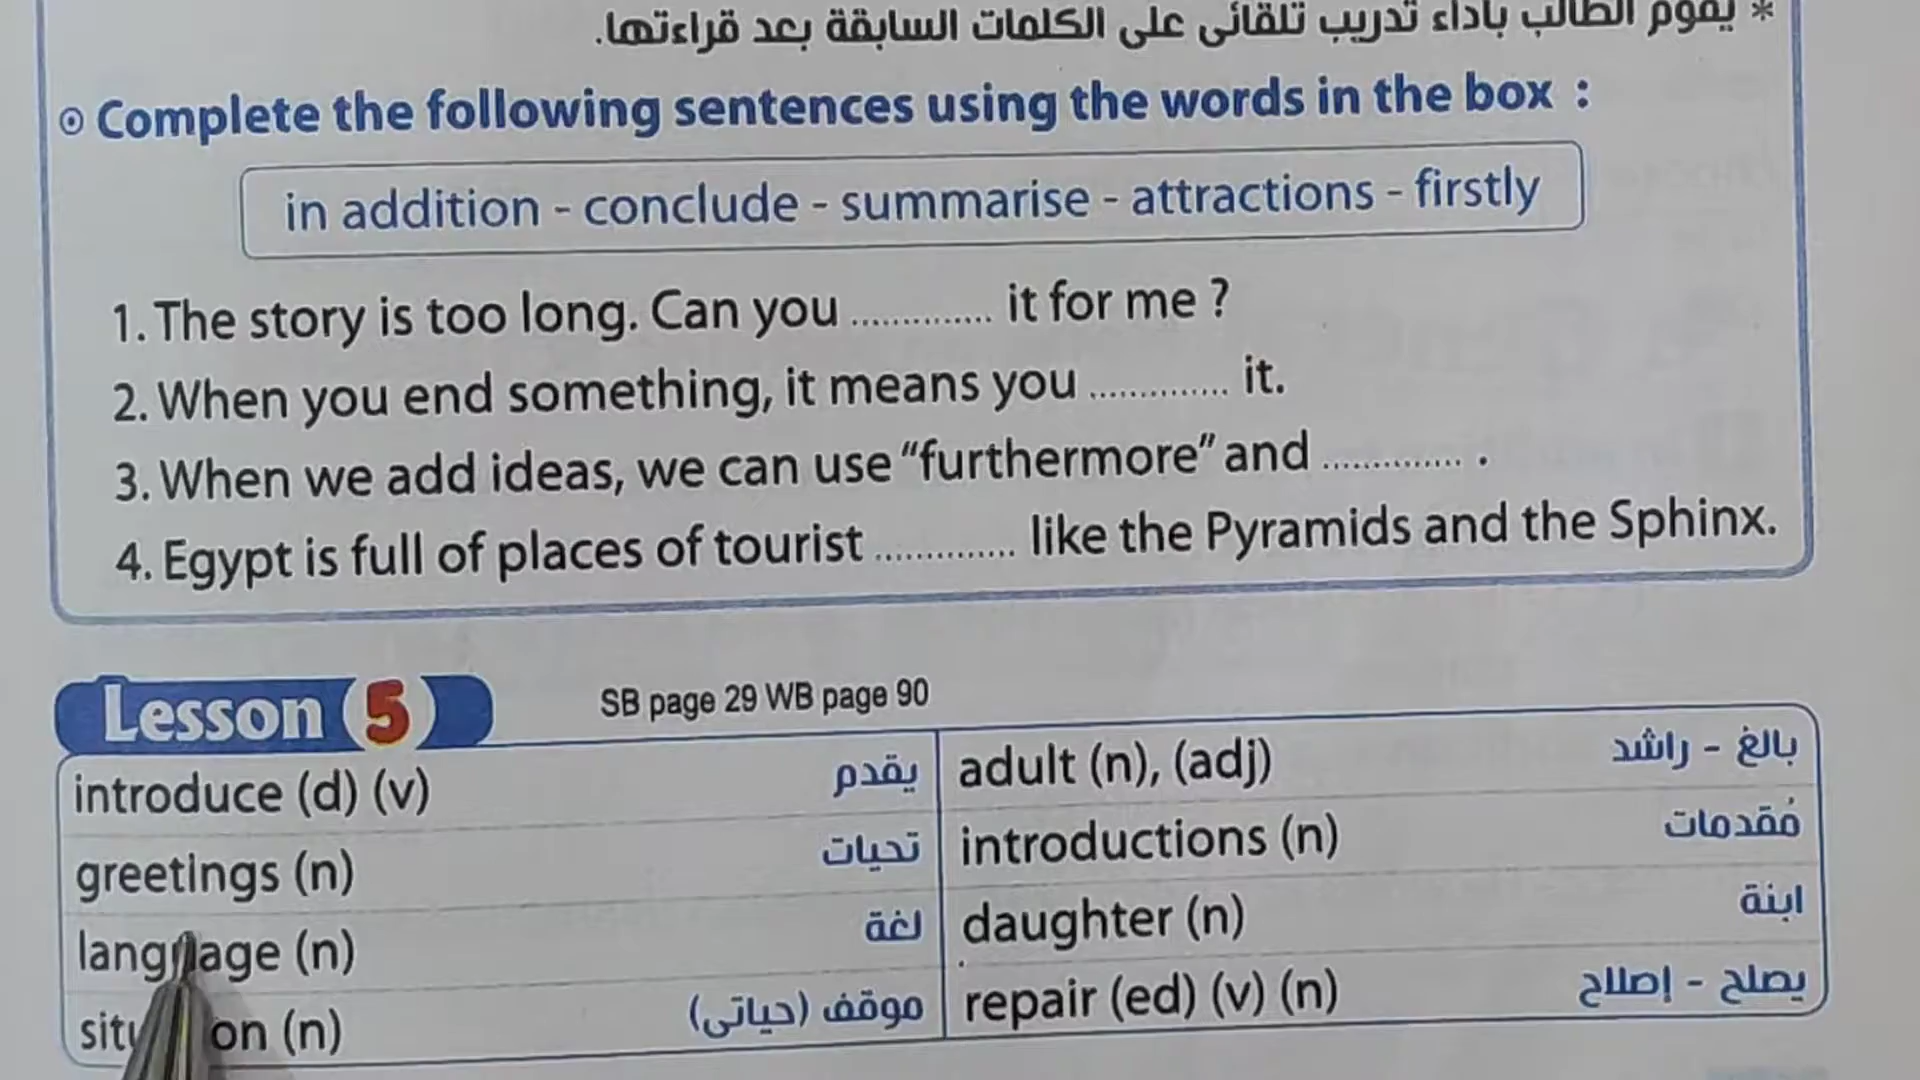 * يقوم الطالب بأداء تدريب تلقائى على الكلمات السابقة بعد قراءتها.
Complete the following sentences using the words in the box :
in addition - conclude - summarise - attractions - firstly
1. The story is too long. Can you .............. it for me ?
2. When you end something, it means you .............. it.
3. When we add ideas, we can use “furthermore” and .............. .
4. Egypt is full of places of tourist .............. like the Pyramids and the Sphinx.
Lesson (5) SB page 29 WB page 90
introduce (d) (v) يقدم
adult (n), (adj) بالغ - راشد
greetings (n) تحيات
introductions (n) مُقدمات
language (n) لغة
daughter (n) ابنة
situation (n) موقف (حياتى)
repair (ed) (v) (n) يصلح - إصلاح